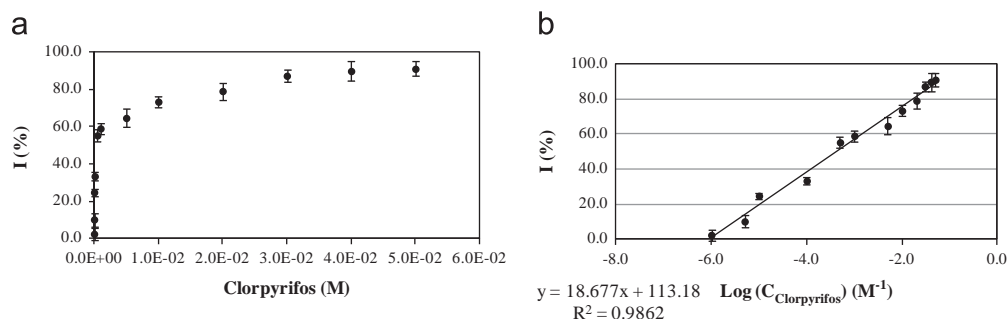 a
100.0
80.0
60.0
40.0
20.0
0.0
I (%)
0.0E+00 1.0E-02 2.0E-02 3.0E-02 4.0E-02 5.0E-02 6.0E-02
Clorpyrifos (M)
b
100.0
80.0
60.0
40.0
20.0
0.0
I (%)
-8.0 -6.0 -4.0 -2.0 0.0
y = 18.677x + 113.18 Log (C_Clorpyrifos) (M⁻¹)
R² = 0.9862